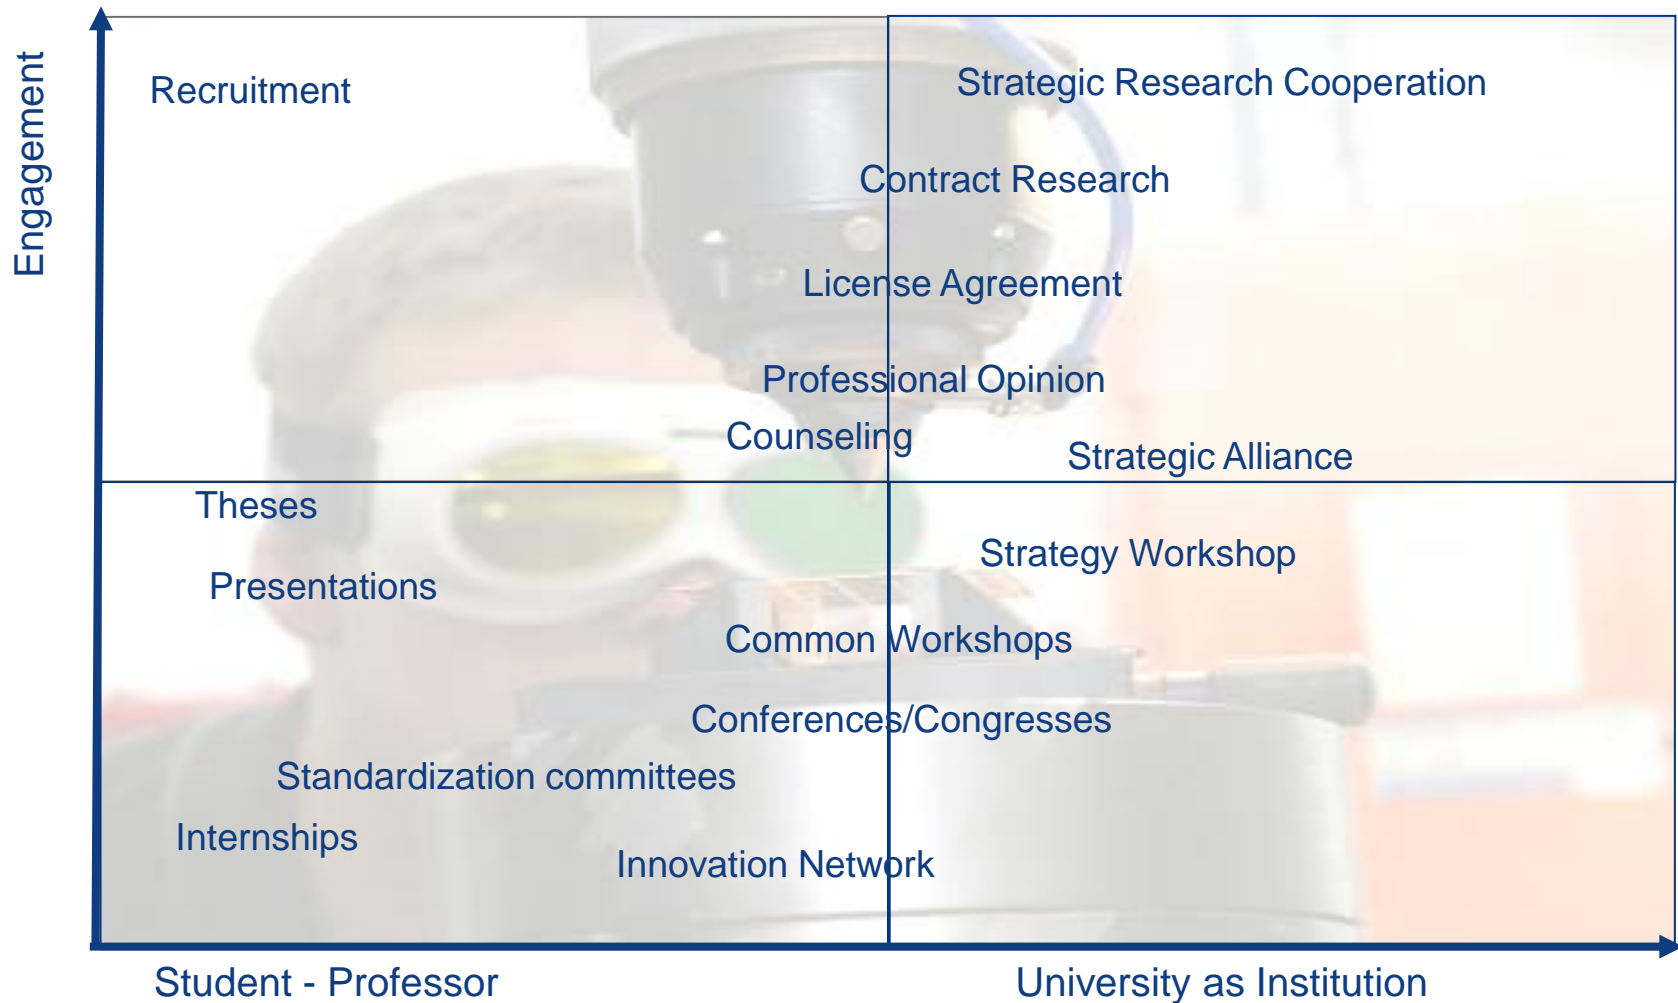 Engagement
Recruitment
Strategic Research Cooperation
Contract Research
License Agreement
Professional Opinion
Counseling
Strategic Alliance
Theses
Strategy Workshop
Presentations
Common Workshops
Conferences/Congresses
Standardization committees
Internships
Innovation Network
Student - Professor
University as Institution